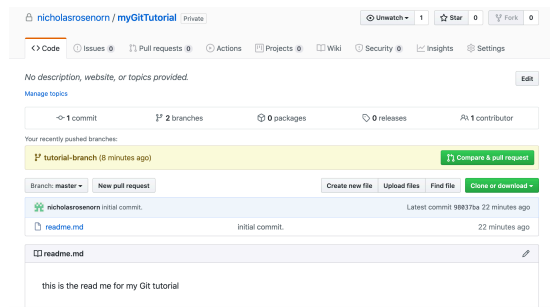 nicholasrosenorn / myGitTutorial Private Unwatch 1 Star 0 Fork 0
Code Issues 0 Pull requests 0 Actions Projects 0 Wiki Security 0 Insights Settings
No description, website, or topics provided. Edit
Manage topics
1 commit 2 branches 0 packages 0 releases 1 contributor
Your recently pushed branches:
tutorial-branch (8 minutes ago) Compare & pull request
Branch: master New pull request Create new file Upload files Find file Clone or download
nicholasrosenorn initial commit. Latest commit 98037ba 22 minutes ago
readme.md initial commit. 22 minutes ago
readme.md
this is the read me for my Git tutorial